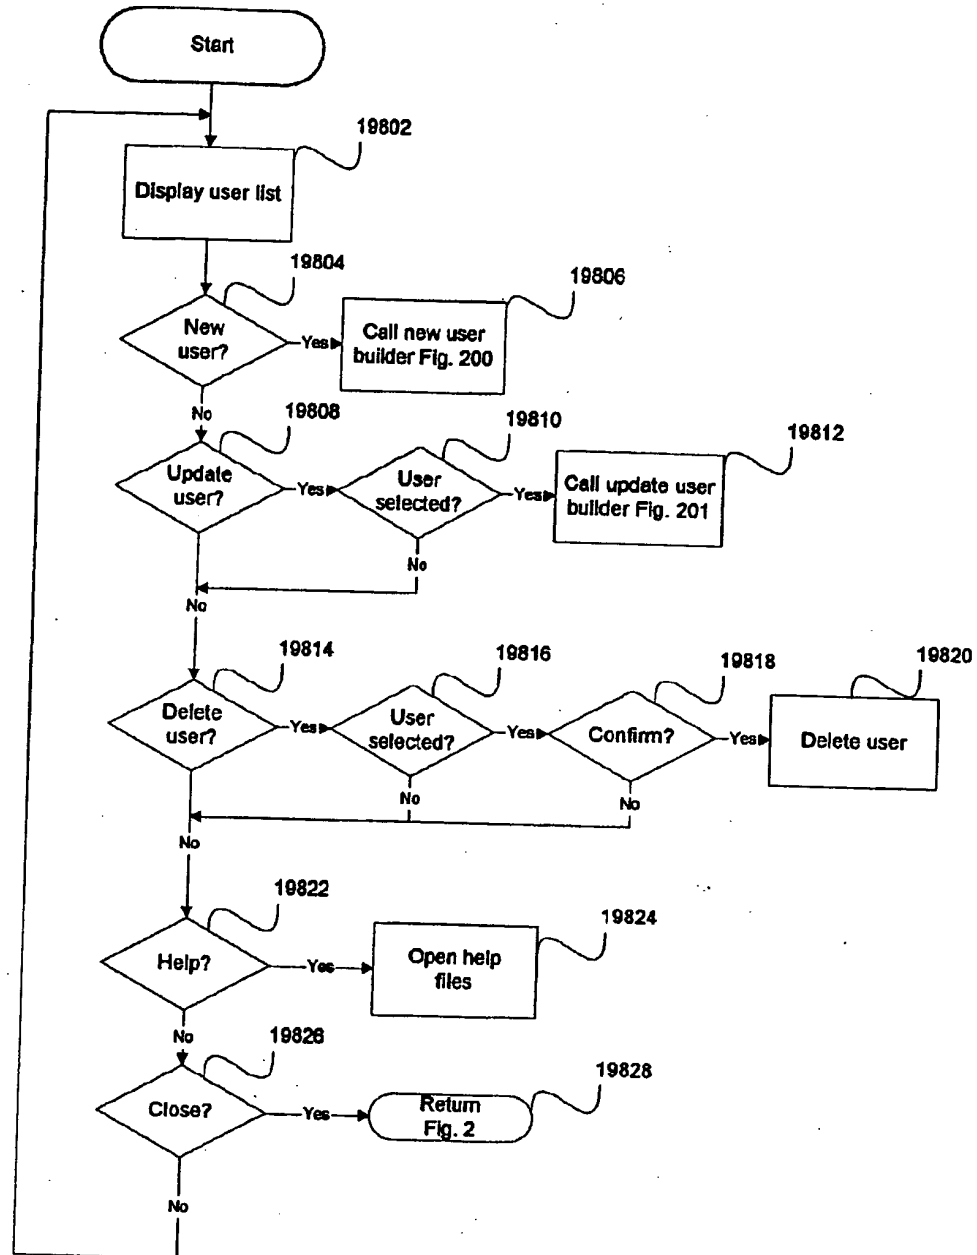 Start
19802
Display user list
19804
New
user?
Yes
19806
Call new user
builder Fig. 200
No
19808
Update
user?
Yes
19810
User
selected?
Yes
19812
Call update user
builder Fig. 201
No
No
19814
Delete
user?
Yes
19816
User
selected?
Yes
19818
Confirm?
Yes
19820
Delete user
No
No
No
19822
Help?
Yes
19824
Open help
files
No
19826
Close?
Yes
19828
Return
Fig. 2
No